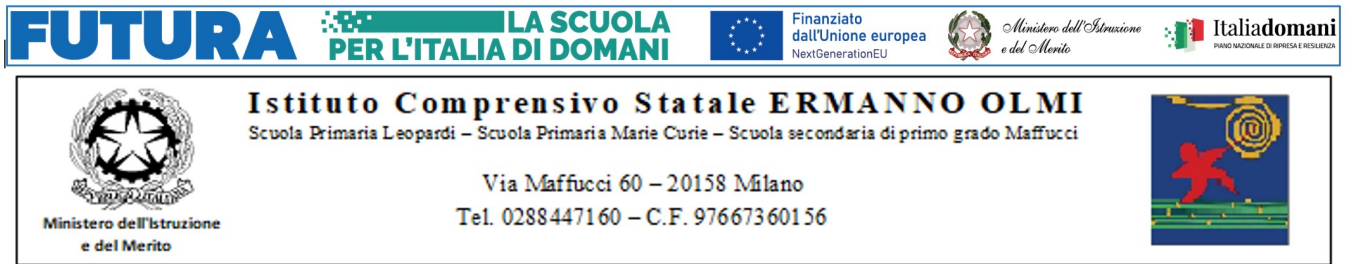 FUTURA
LA SCUOLA
PER L'ITALIA DI DOMANI
Finanziato
dall'Unione europea
NextGenerationEU
Ministero dell'Istruzione
e del Merito
Italiadomani
PIANO NAZIONALE DI RIPRESA E RESILIENZA
Istituto Comprensivo Statale ERMANNO OLMI
Scuola Primaria Leopardi – Scuola Primaria Marie Curie – Scuola secondaria di primo grado Maffucci
Via Maffucci 60 – 20158 Milano
Tel. 0288447160 – C.F. 97667360156
Ministero dell'Istruzione
e del Merito